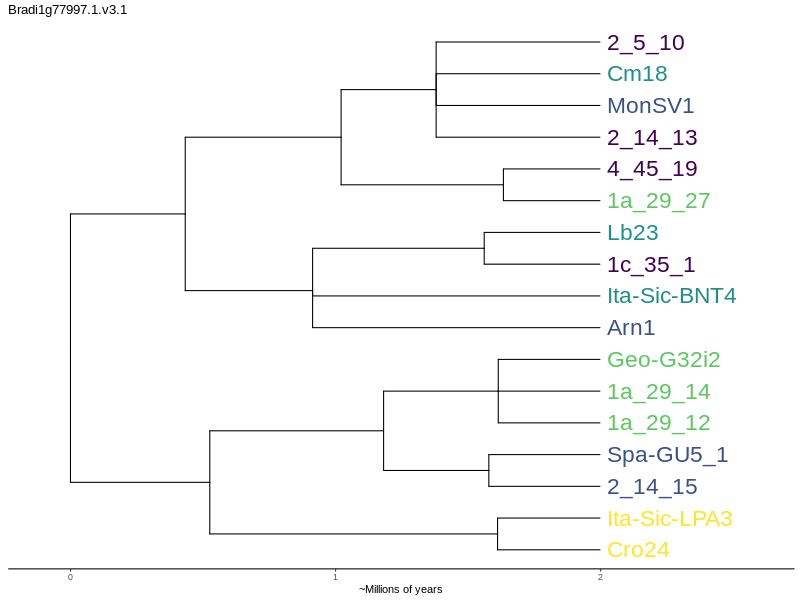 Bradi1g77997.1.v3.1
2_5_10
Cm18
MonSV1
2_14_13
4_45_19
1a_29_27
Lb23
1c_35_1
Ita-Sic-BNT4
Arn1
Geo-G32i2
1a_29_14
1a_29_12
Spa-GU5_1
2_14_15
Ita-Sic-LPA3
Cro24
0 1 2
~Millions of years